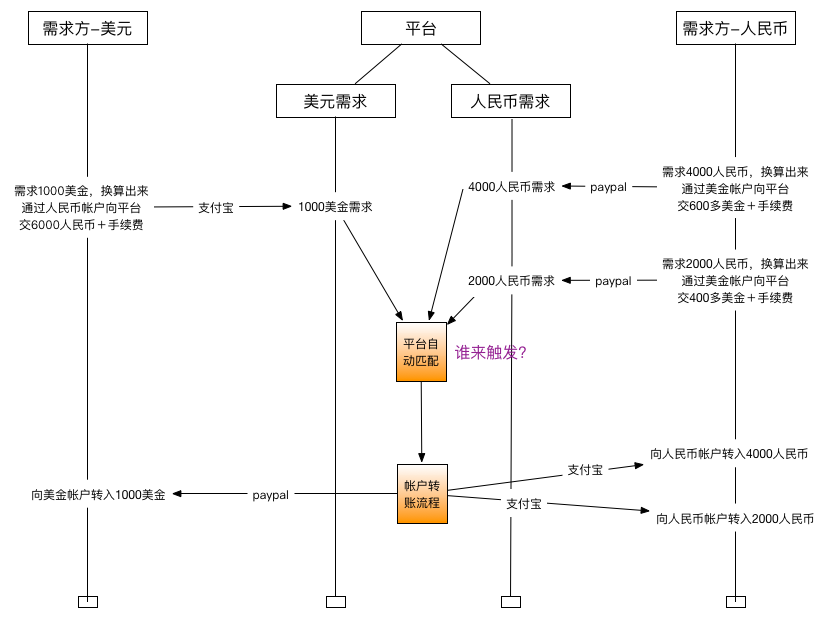 需求方-美元
平台
需求方-人民币
美元需求
人民币需求
需求1000美金，换算出来
通过人民币帐户向平台
交6000人民币＋手续费
支付宝
1000美金需求
4000人民币需求
paypal
需求4000人民币，换算出来
通过美金帐户向平台
交600多美金＋手续费
2000人民币需求
paypal
需求2000人民币，换算出来
通过美金帐户向平台
交400多美金＋手续费
平台自
动匹配
谁来触发?
向人民币帐户转入4000人民币
支付宝
帐户转
账流程
向美金帐户转入1000美金
paypal
支付宝
向人民币帐户转入2000人民币